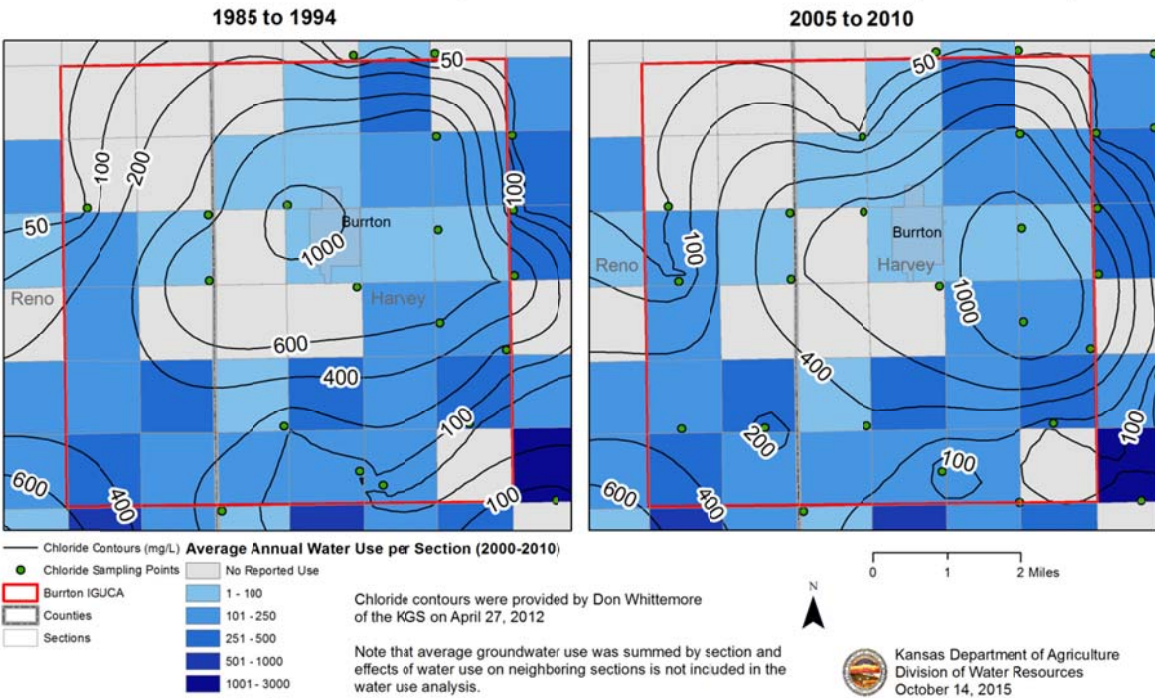 1985 to 1994
2005 to 2010
50
100
200
100
50
Burrton
1000
Reno
Harvey
600
400
100
600
400
100
50
100
Burrton
Reno
Harvey
1000
400
200
100
100
600
400
Chloride Contours (mg/L)
Chloride Sampling Points
Burrton IGUCA
Counties
Sections
Average Annual Water Use per Section (2000-2010)
No Reported Use
1 - 100
101 - 250
251 - 500
501 - 1000
1001 - 3000
Chloride contours were provided by Don Whittemore
of the KGS on April 27, 2012
Note that average groundwater use was summed by section and
effects of water use on neighboring sections is not included in the
water use analysis.
N
0 1 2 Miles
Kansas Department of Agriculture
Division of Water Resources
October 14, 2015